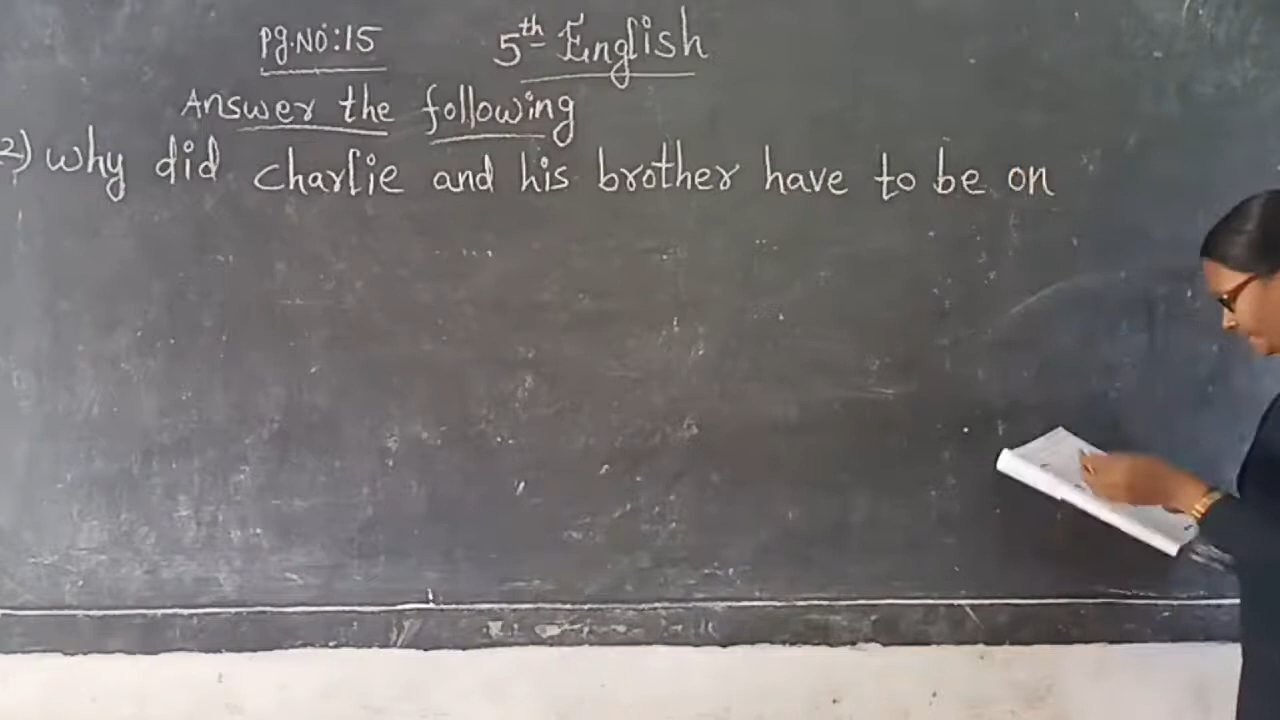 Pg.No:15 5th English
Answer the following
2) why did charlie and his brother have to be on